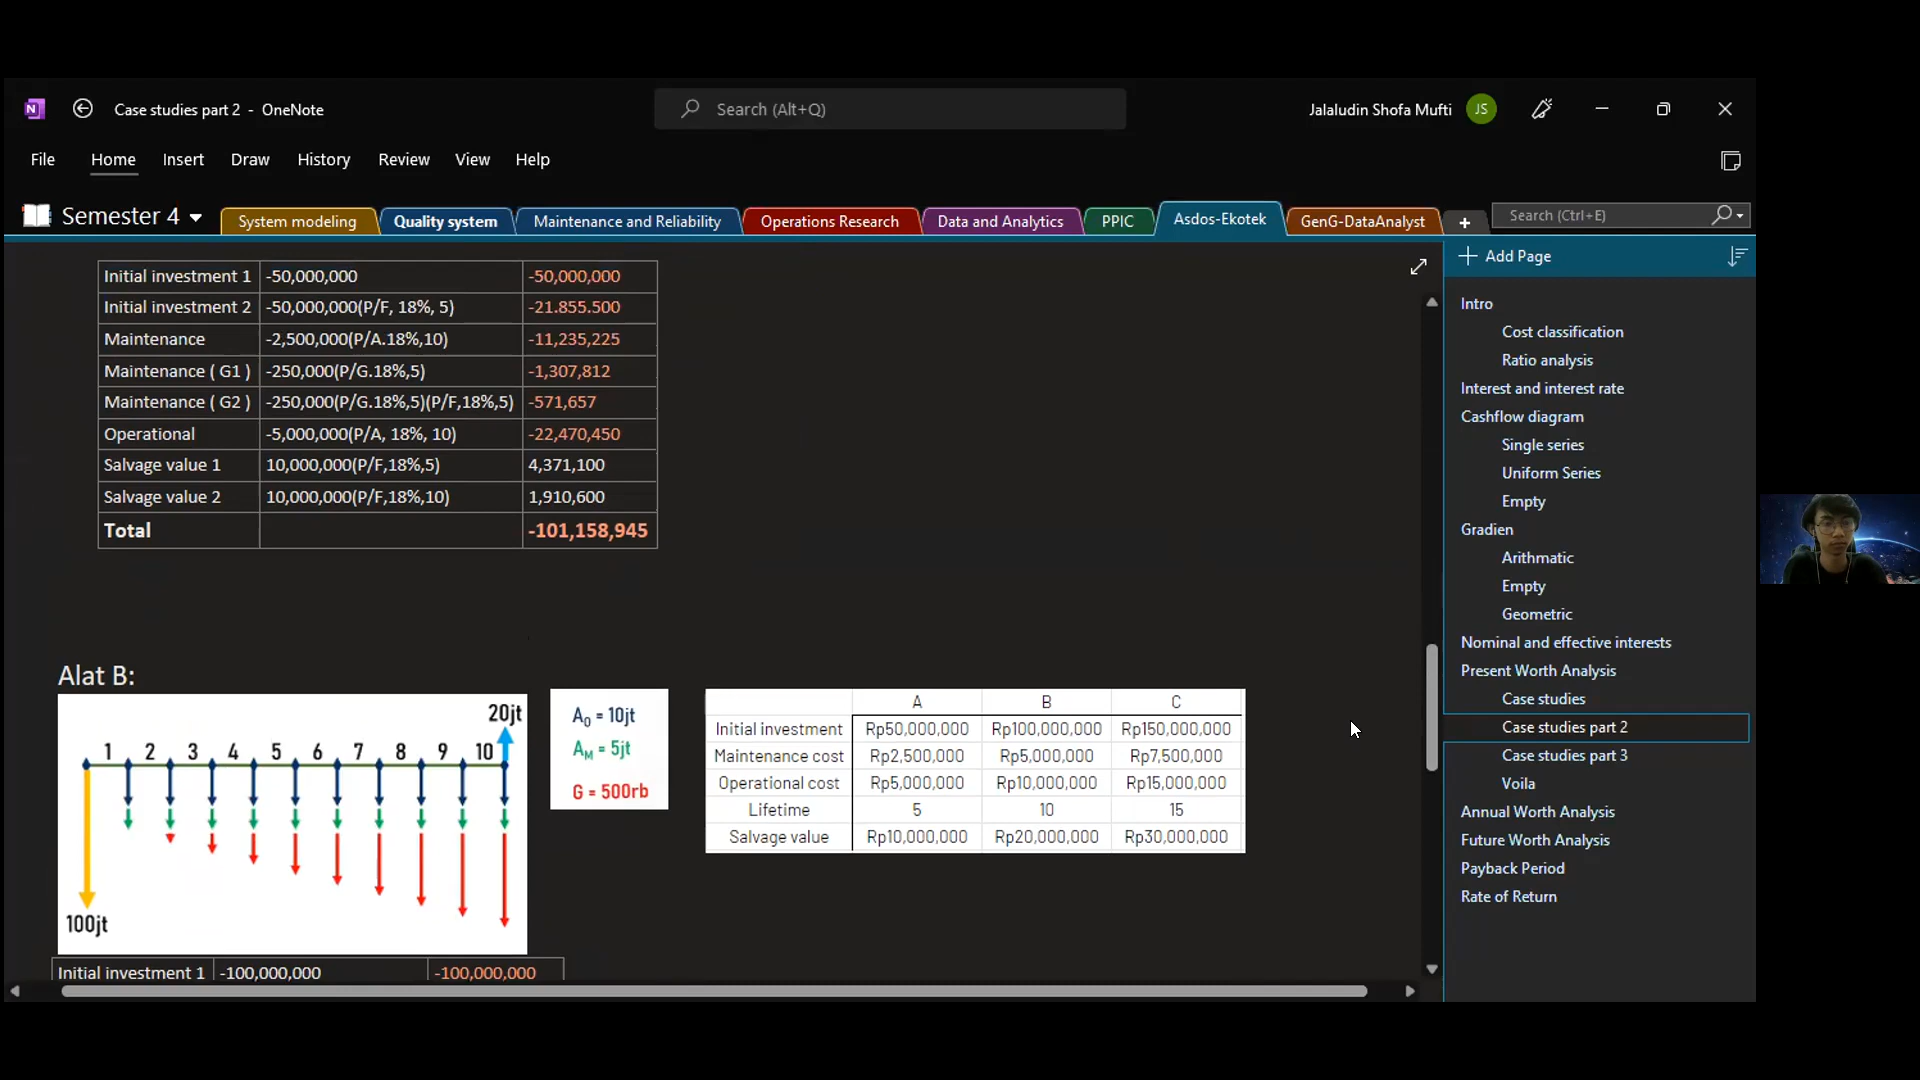 Case studies part 2 - OneNote
Search (Alt+Q)
Jalaludin Shofa Mufti
JS
File Home Insert Draw History Review View Help
Semester 4
System modeling
Quality system
Maintenance and Reliability
Operations Research
Data and Analytics
PPIC
Asdos-Ekotek
GenG-DataAnalyst
+
Search (Ctrl+E)
Initial investment 1 -50,000,000 -50,000,000
Initial investment 2 -50,000,000(P/F, 18%, 5) -21.855.500
Maintenance -2,500,000(P/A.18%,10) -11,235,225
Maintenance ( G1 ) -250,000(P/G.18%,5) -1,307,812
Maintenance ( G2 ) -250,000(P/G.18%,5)(P/F,18%,5) -571,657
Operational -5,000,000(P/A, 18%, 10) -22,470,450
Salvage value 1 10,000,000(P/F,18%,5) 4,371,100
Salvage value 2 10,000,000(P/F,18%,10) 1,910,600
Total -101,158,945
Alat B:
20jt
1 2 3 4 5 6 7 8 9 10
100jt
A0 = 10jt
AM = 5jt
G = 500rb
A B C
Initial investment Rp50,000,000 Rp100,000,000 Rp150,000,000
Maintenance cost Rp2,500,000 Rp5,000,000 Rp7,500,000
Operational cost Rp5,000,000 Rp10,000,000 Rp15,000,000
Lifetime 5 10 15
Salvage value Rp10,000,000 Rp20,000,000 Rp30,000,000
Initial investment 1 -100,000,000 -100,000,000
Add Page
Intro
Cost classification
Ratio analysis
Interest and interest rate
Cashflow diagram
Single series
Uniform Series
Empty
Gradien
Arithmatic
Empty
Geometric
Nominal and effective interests
Present Worth Analysis
Case studies
Case studies part 2
Case studies part 3
Voila
Annual Worth Analysis
Future Worth Analysis
Payback Period
Rate of Return